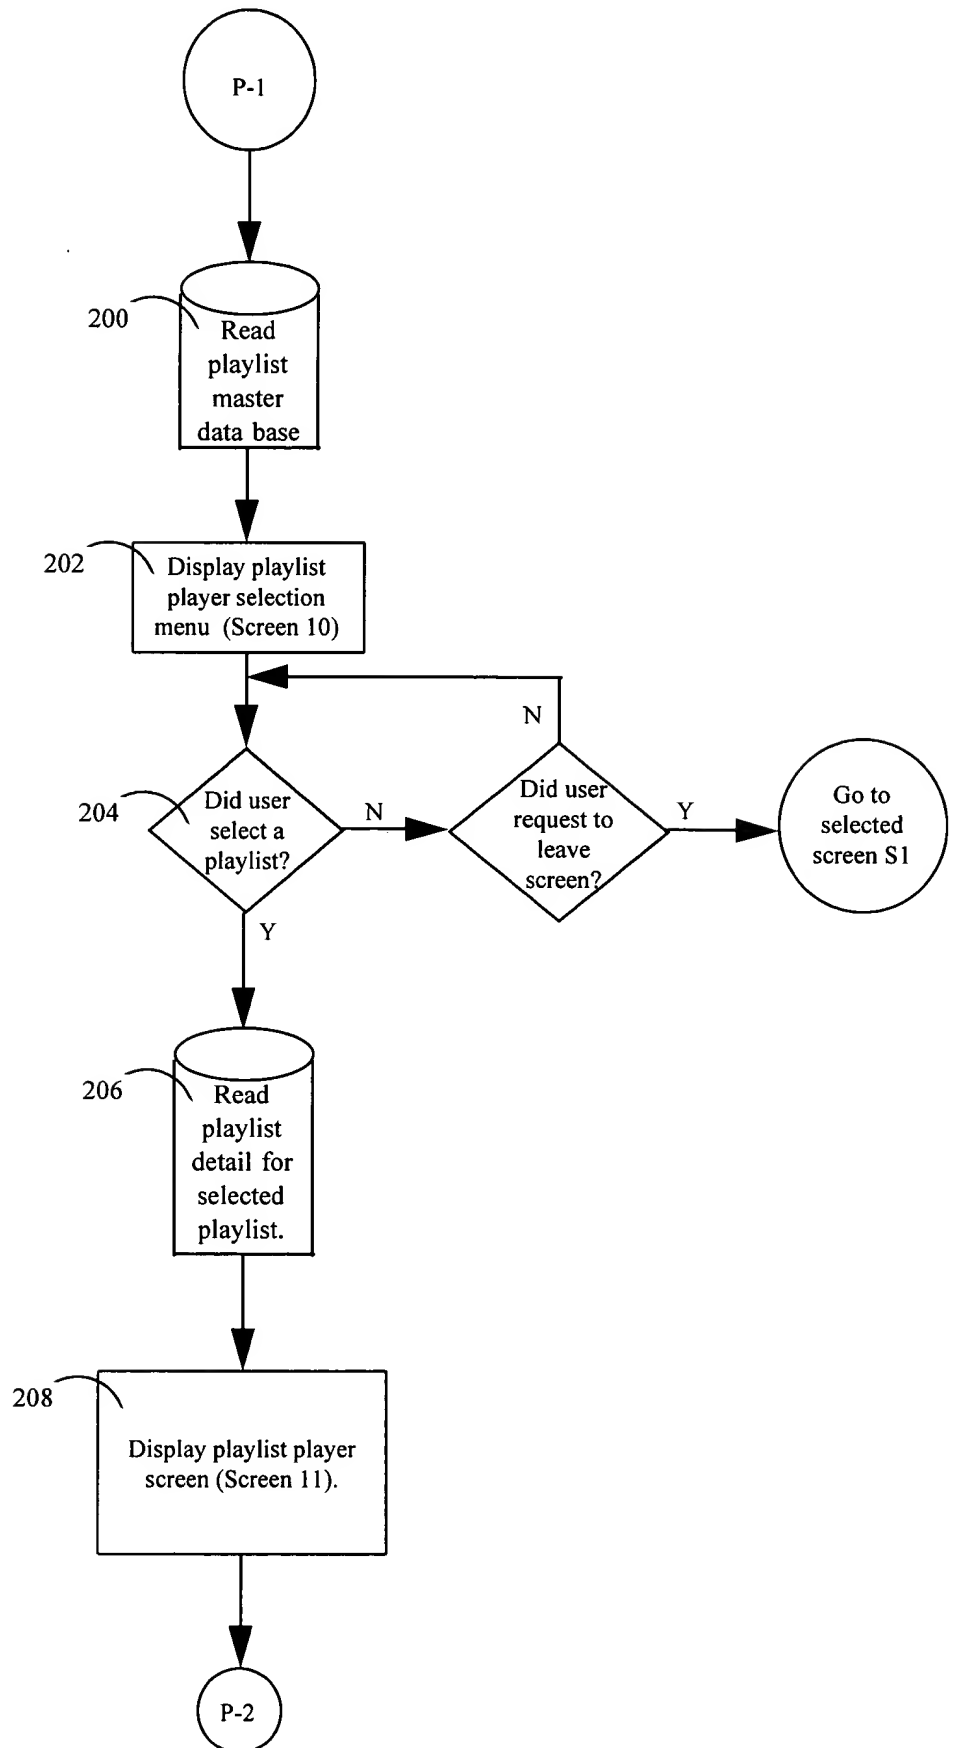 P-1
200
Read
playlist
master
data base
202
Display playlist
player selection
menu (Screen 10)
N
204
Did user
select a
playlist?
N
Did user
request to
leave
screen?
Y
Go to
selected
screen S1
Y
206
Read
playlist
detail for
selected
playlist.
208
Display playlist player
screen (Screen 11).
P-2